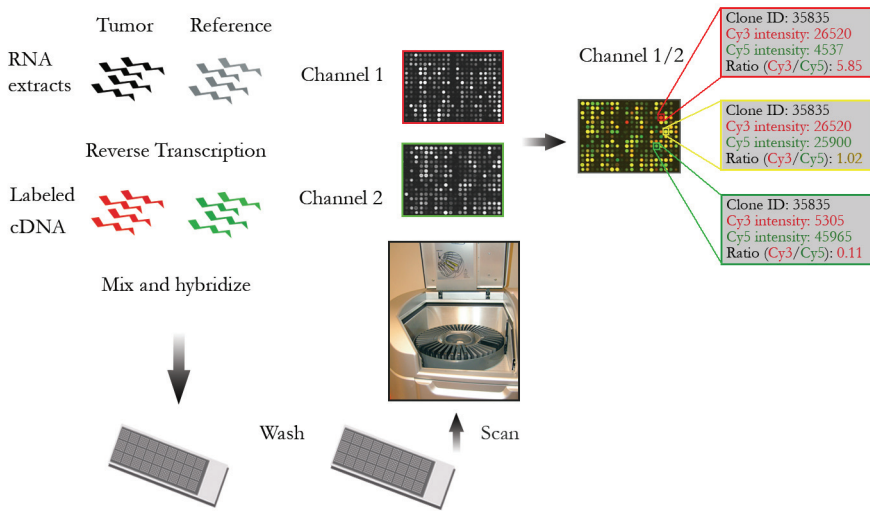 Tumor
Reference
RNA
extracts
Reverse Transcription
Labeled
cDNA
Mix and hybridize
Wash
Scan
Channel 1
Channel 2
Channel 1/2
Clone ID: 35835
Cy3 intensity: 26520
Cy5 intensity: 4537
Ratio (Cy3/Cy5): 5.85
Clone ID: 35835
Cy3 intensity: 26520
Cy5 intensity: 25900
Ratio (Cy3/Cy5): 1.02
Clone ID: 35835
Cy3 intensity: 5305
Cy5 intensity: 45965
Ratio (Cy3/Cy5): 0.11